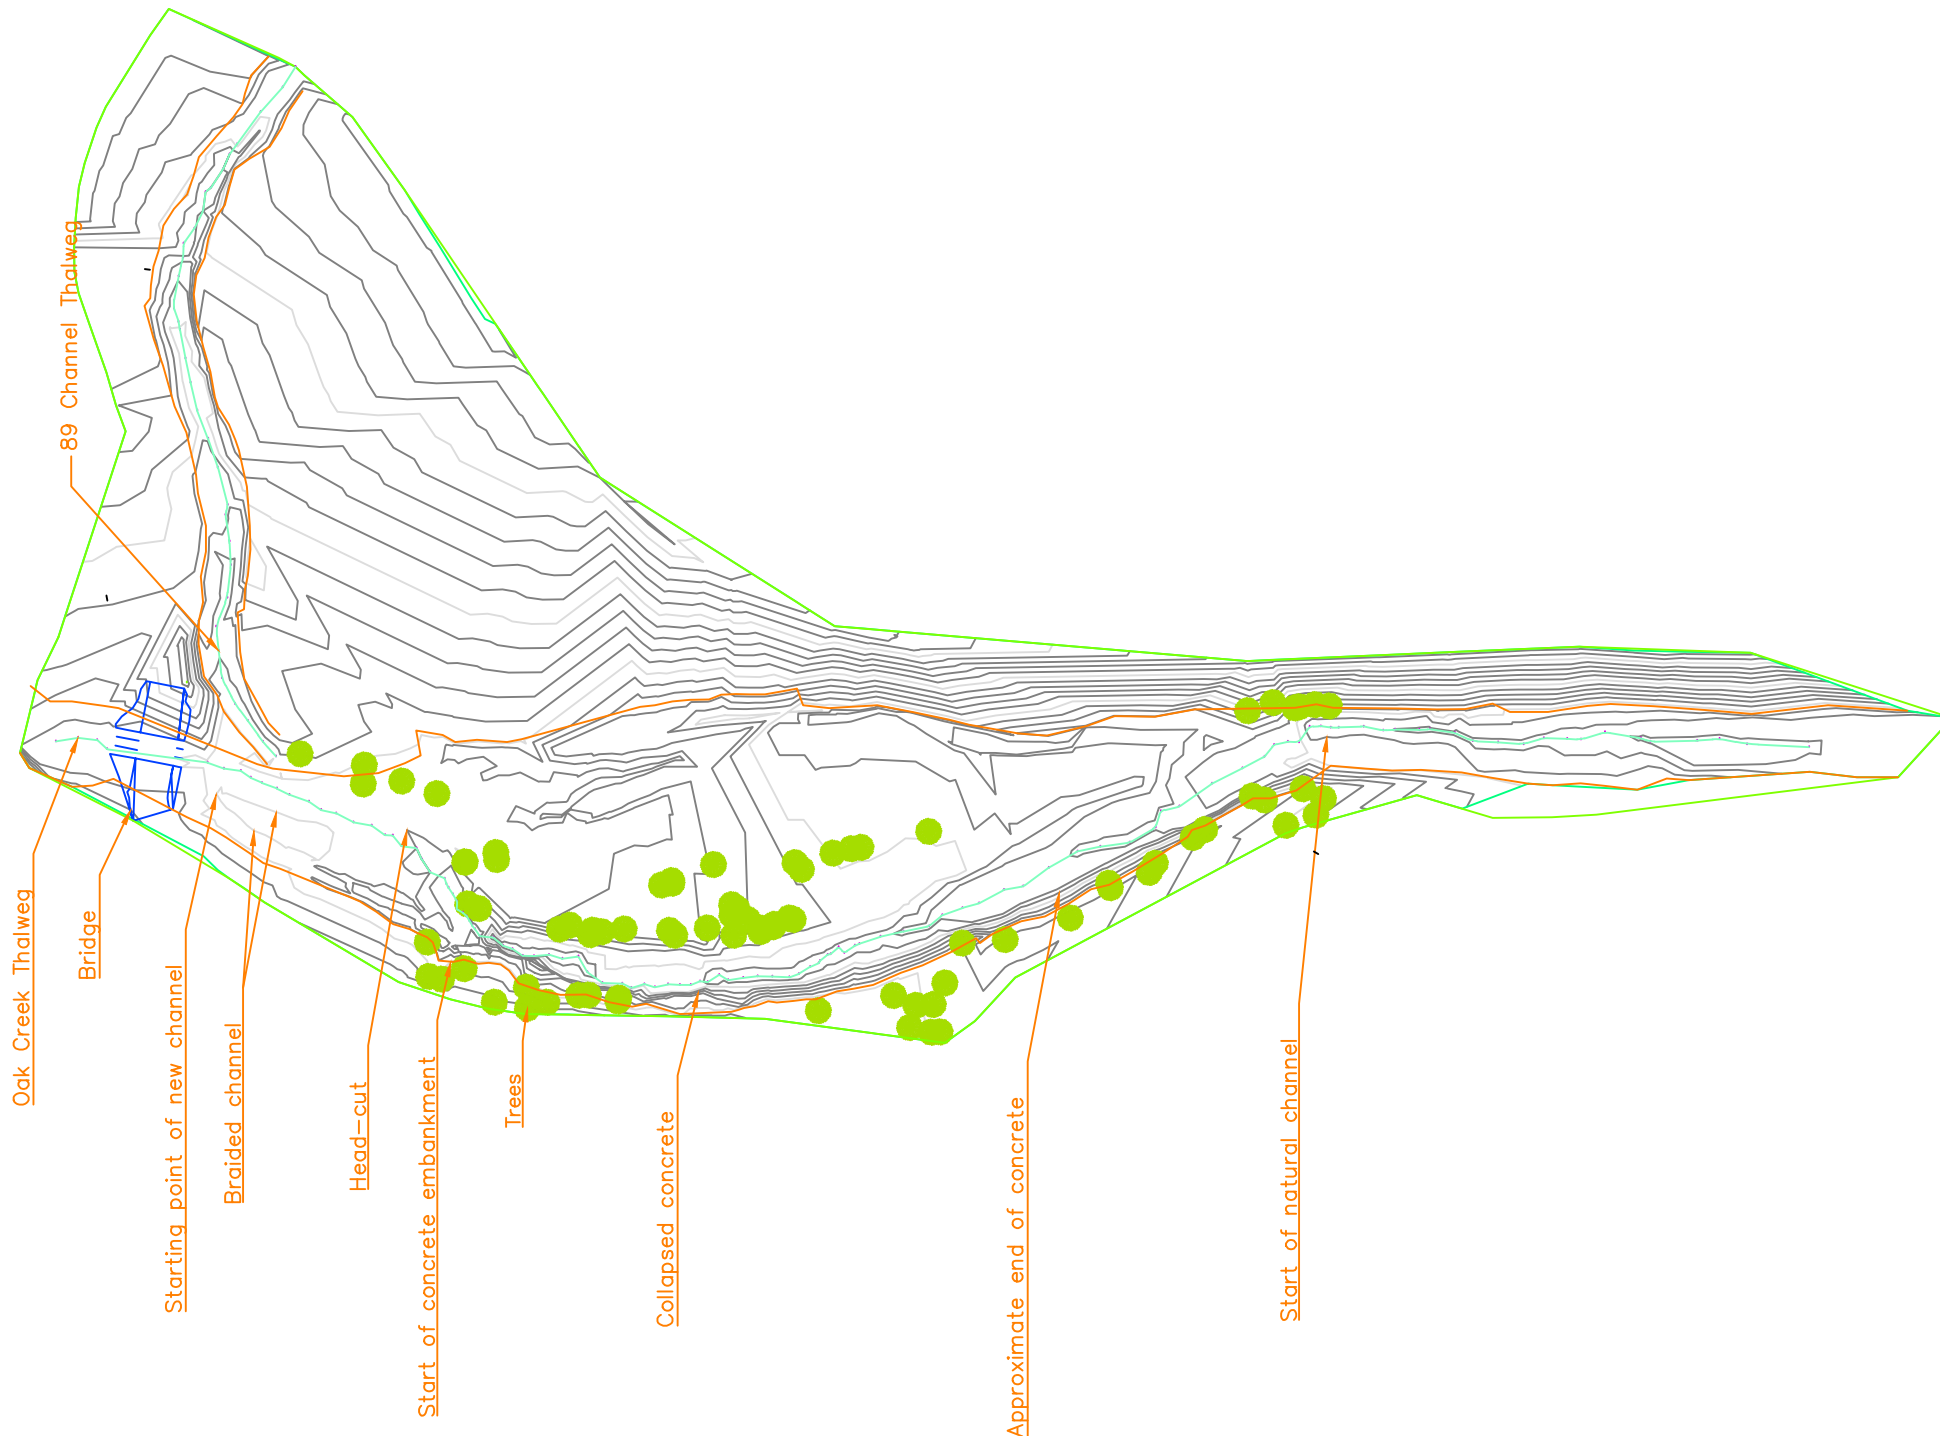 89 Channel Thalweg
Oak Creek Thalweg
Bridge
Starting point of new channel
Braided channel
Head-cut
Start of concrete embankment
Trees
Collapsed concrete
Approximate end of concrete
Start of natural channel